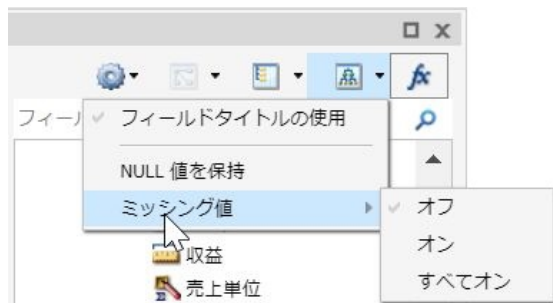 fx
フィー
フィールドタイトルの使用
NULL 値を保持
ミッシング値
オフ
オン
すべてオン
収益
売上単位